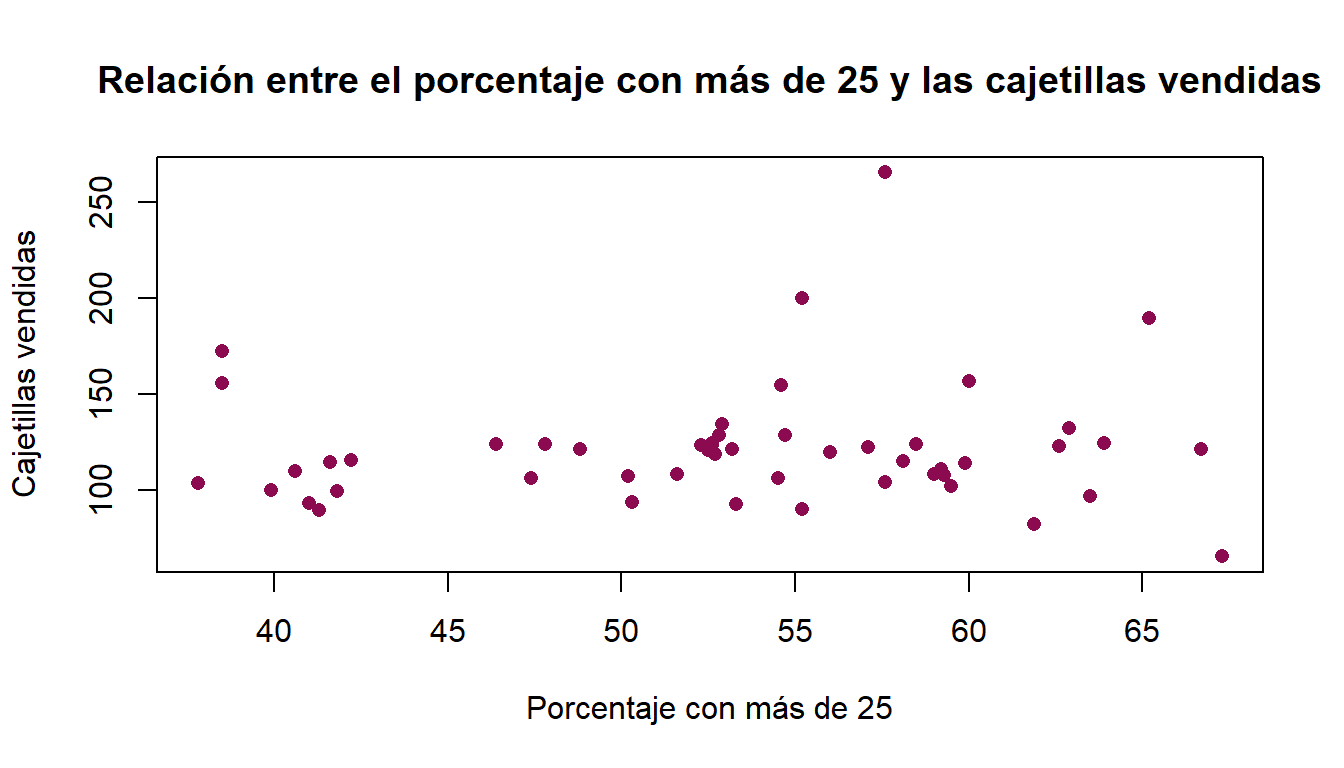 Relación entre el porcentaje con más de 25 y las cajetillas vendidas
Cajetillas vendidas
250
200
150
100
40 45 50 55 60 65
Porcentaje con más de 25